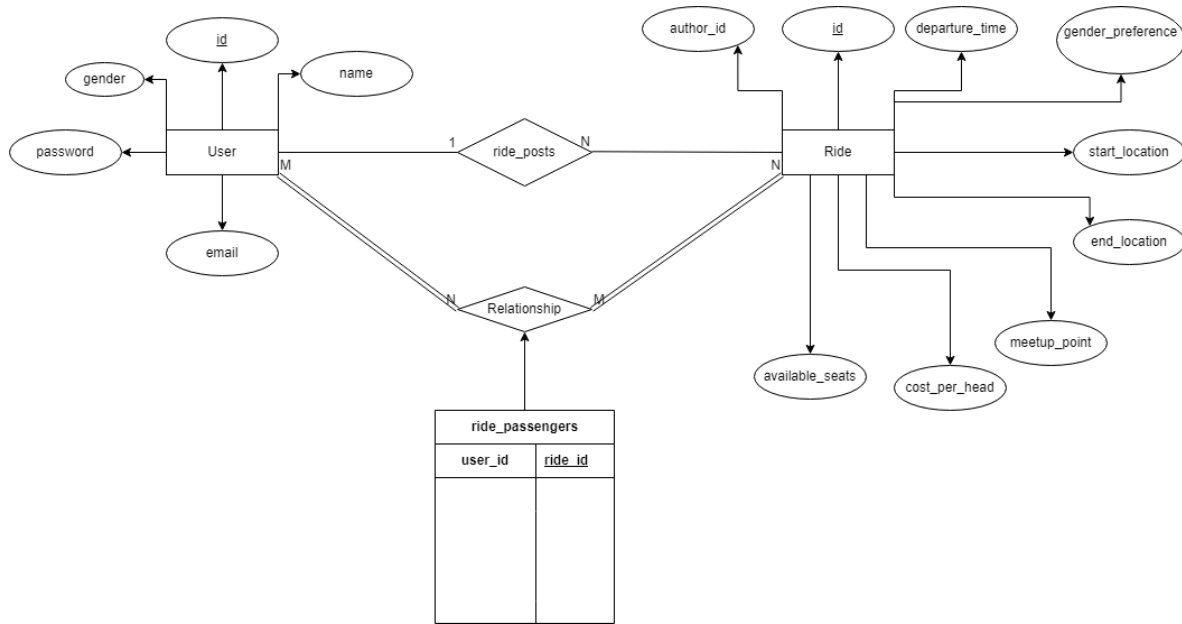 id
author_id
id
departure_time
gender_preference
gender
name
password
User
1
ride_posts
N
Ride
start_location
M
N
email
end_location
N
Relationship
M
meetup_point
available_seats
cost_per_head
ride_passengers
user_id
ride_id